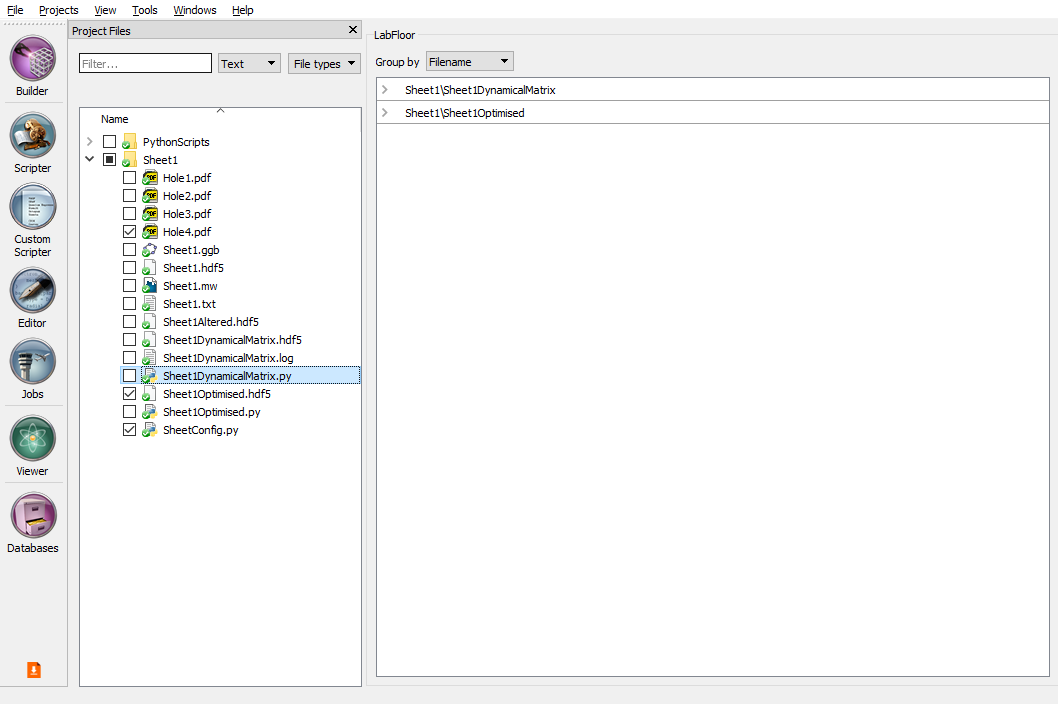 File Projects View Tools Windows Help
Builder
Scripter
Custom
Scripter
Editor
Jobs
Viewer
Databases
Project Files
Filter... Text File types
Name
PythonScripts
Sheet1
Hole1.pdf
Hole2.pdf
Hole3.pdf
Hole4.pdf
Sheet1.ggb
Sheet1.hdf5
Sheet1.mw
Sheet1.txt
Sheet1Altered.hdf5
Sheet1DynamicalMatrix.hdf5
Sheet1DynamicalMatrix.log
Sheet1DynamicalMatrix.py
Sheet1Optimised.hdf5
Sheet1Optimised.py
SheetConfig.py
LabFloor
Group by Filename
Sheet1\Sheet1DynamicalMatrix
Sheet1\Sheet1Optimised